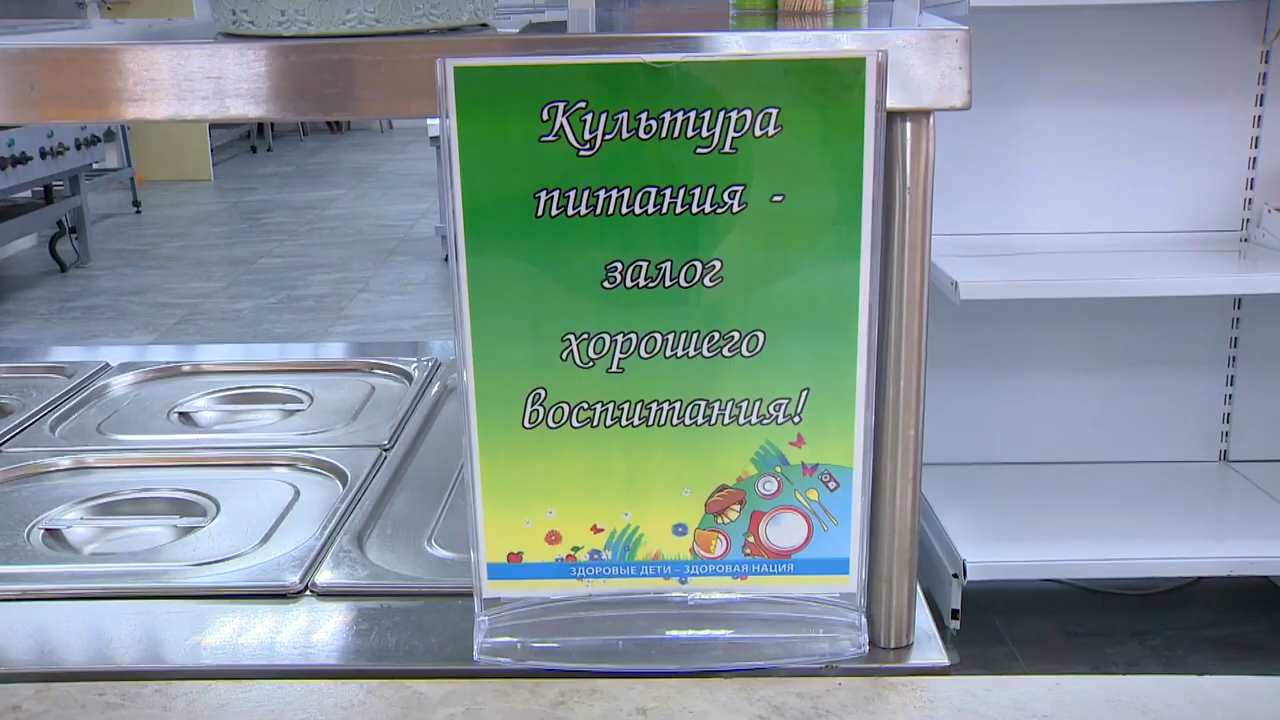 Культура
питания -
залог
хорошего
воспитания!
ЗДОРОВЫЕ ДЕТИ – ЗДОРОВАЯ НАЦИЯ